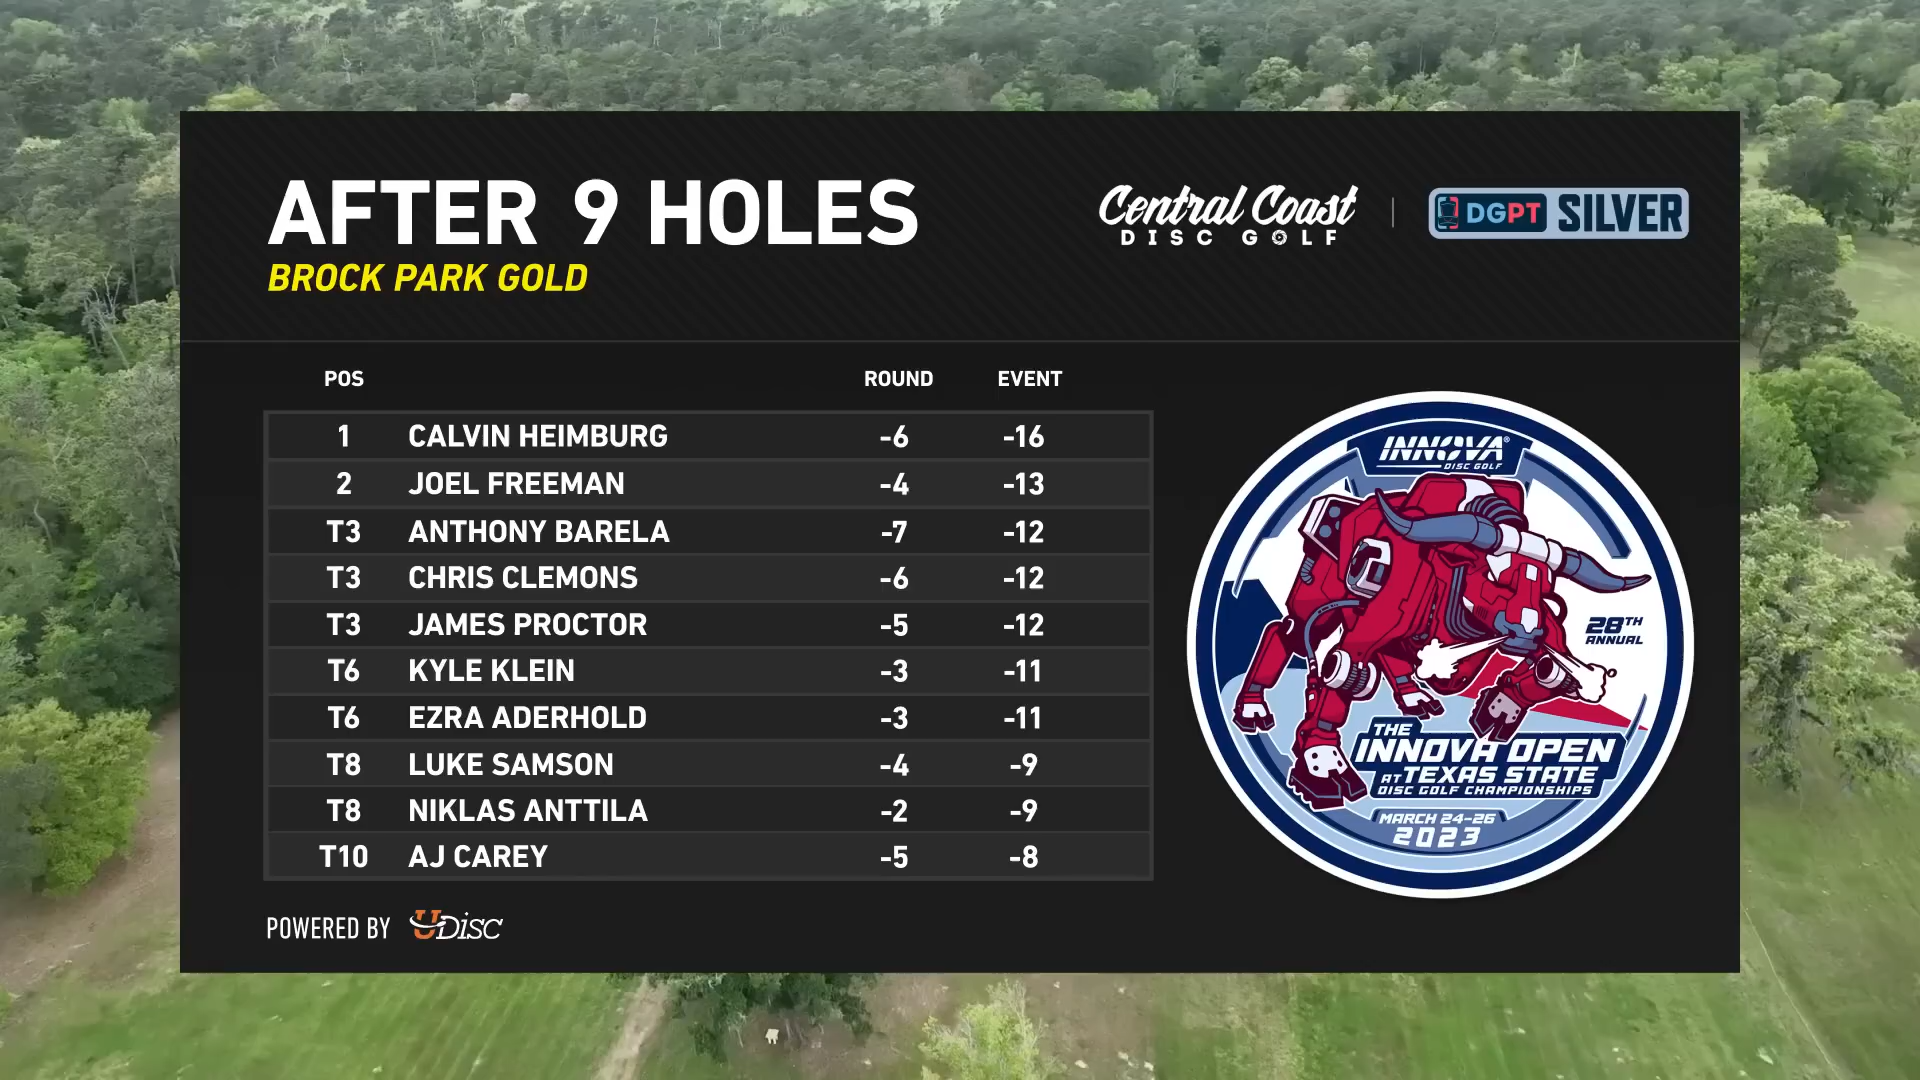 AFTER 9 HOLES
BROCK PARK GOLD
Central Coast
DISC GOLF
DGPT SILVER
POS ROUND EVENT
1 CALVIN HEIMBURG -6 -16
2 JOEL FREEMAN -4 -13
T3 ANTHONY BARELA -7 -12
T3 CHRIS CLEMONS -6 -12
T3 JAMES PROCTOR -5 -12
T6 KYLE KLEIN -3 -11
T6 EZRA ADERHOLD -3 -11
T8 LUKE SAMSON -4 -9
T8 NIKLAS ANTTILA -2 -9
T10 AJ CAREY -5 -8
POWERED BY UDisc
INNOVA®
DISC GOLF
28TH
ANNUAL
THE
INNOVA OPEN
AT TEXAS STATE
DISC GOLF CHAMPIONSHIPS
MARCH 24-26
2023